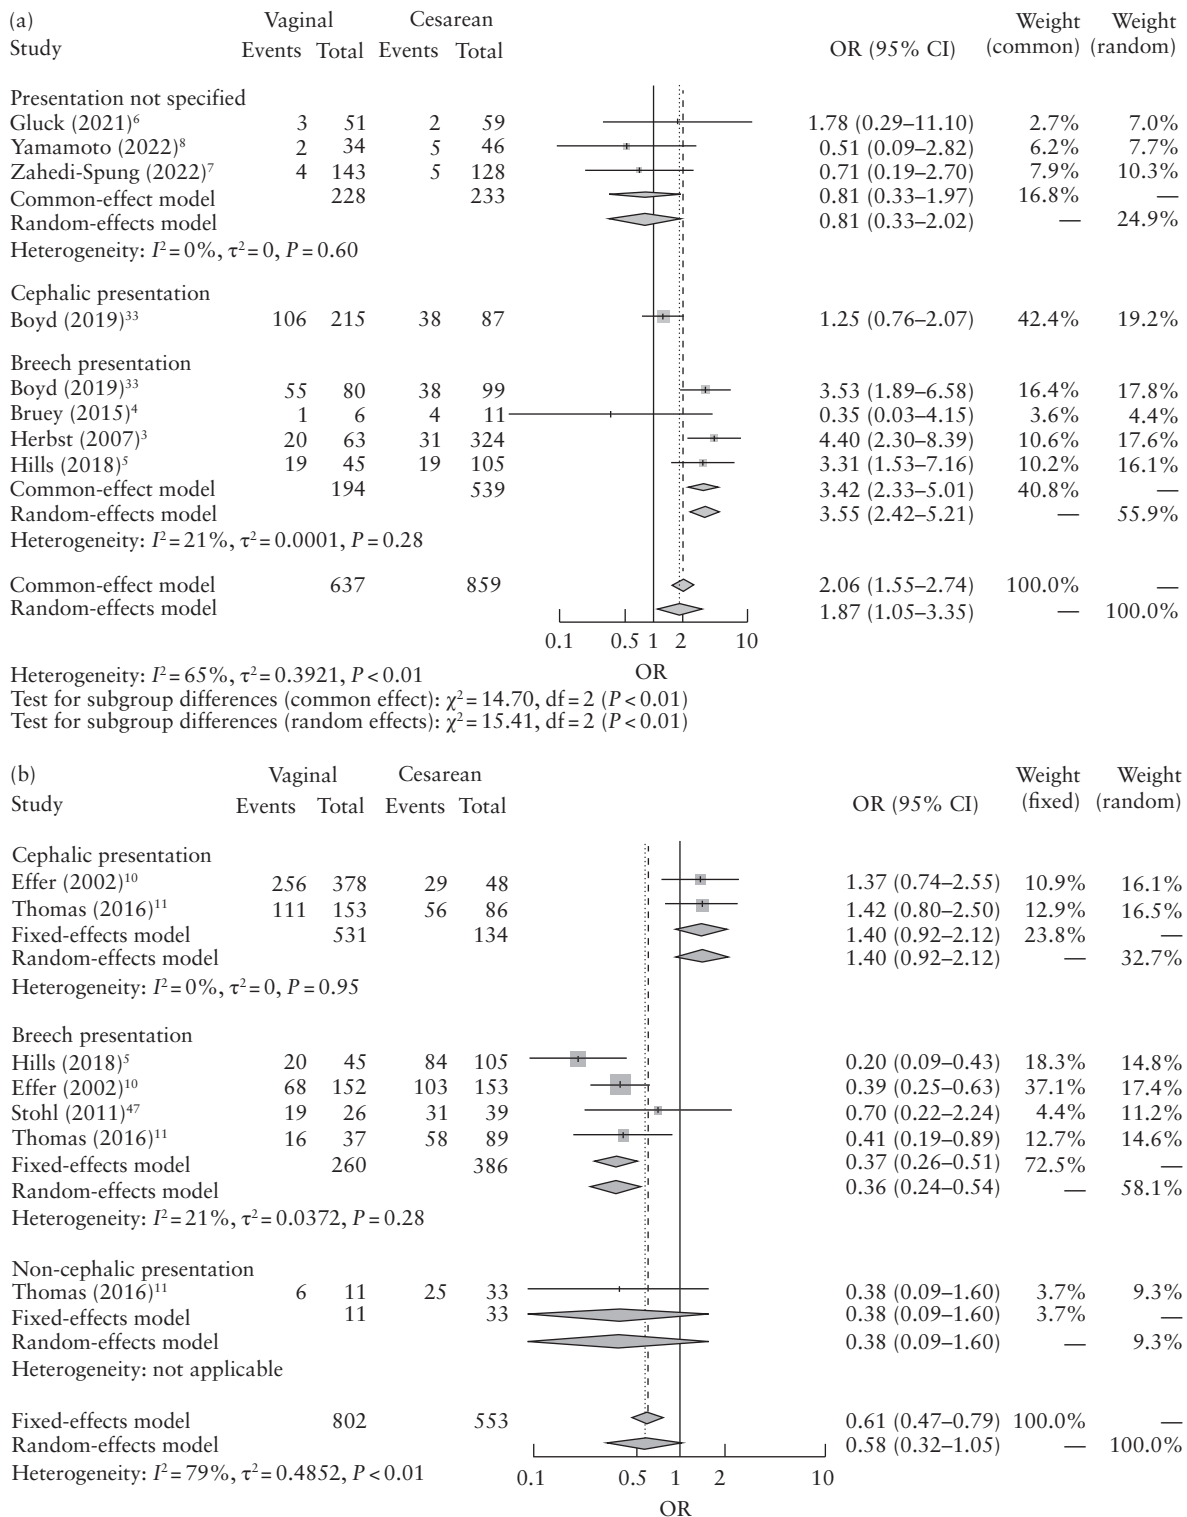 (a) Vaginal Cesarean Weight Weight
Study Events Total Events Total OR (95% CI) (common) (random)
Presentation not specified
Gluck (2021)⁶ 3 51 2 59 1.78 (0.29–11.10) 2.7% 7.0%
Yamamoto (2022)⁸ 2 34 5 46 0.51 (0.09–2.82) 6.2% 7.7%
Zahedi-Spung (2022)⁷ 4 143 5 128 0.71 (0.19–2.70) 7.9% 10.3%
Common-effect model 228 233 0.81 (0.33–1.97) 16.8% —
Random-effects model 0.81 (0.33–2.02) — 24.9%
Heterogeneity: I² = 0%, τ² = 0, P = 0.60
Cephalic presentation
Boyd (2019)³³ 106 215 38 87 1.25 (0.76–2.07) 42.4% 19.2%
Breech presentation
Boyd (2019)³³ 55 80 38 99 3.53 (1.89–6.58) 16.4% 17.8%
Bruey (2015)⁴ 1 6 4 11 0.35 (0.03–4.15) 3.6% 4.4%
Herbst (2007)³ 20 63 31 324 4.40 (2.30–8.39) 10.6% 17.6%
Hills (2018)⁵ 19 45 19 105 3.31 (1.53–7.16) 10.2% 16.1%
Common-effect model 194 539 3.42 (2.33–5.01) 40.8% —
Random-effects model 3.55 (2.42–5.21) — 55.9%
Heterogeneity: I² = 21%, τ² = 0.0001, P = 0.28
Common-effect model 637 859 2.06 (1.55–2.74) 100.0% —
Random-effects model 1.87 (1.05–3.35) — 100.0%
0.1 0.5 1 2 10
OR
Heterogeneity: I² = 65%, τ² = 0.3921, P < 0.01
Test for subgroup differences (common effect): χ² = 14.70, df = 2 (P < 0.01)
Test for subgroup differences (random effects): χ² = 15.41, df = 2 (P < 0.01)
(b) Vaginal Cesarean Weight Weight
Study Events Total Events Total OR (95% CI) (fixed) (random)
Cephalic presentation
Effer (2002)¹⁰ 256 378 29 48 1.37 (0.74–2.55) 10.9% 16.1%
Thomas (2016)¹¹ 111 153 56 86 1.42 (0.80–2.50) 12.9% 16.5%
Fixed-effects model 531 134 1.40 (0.92–2.12) 23.8% —
Random-effects model 1.40 (0.92–2.12) — 32.7%
Heterogeneity: I² = 0%, τ² = 0, P = 0.95
Breech presentation
Hills (2018)⁵ 20 45 84 105 0.20 (0.09–0.43) 18.3% 14.8%
Effer (2002)¹⁰ 68 152 103 153 0.39 (0.25–0.63) 37.1% 17.4%
Stohl (2011)⁴⁷ 19 26 31 39 0.70 (0.22–2.24) 4.4% 11.2%
Thomas (2016)¹¹ 16 37 58 89 0.41 (0.19–0.89) 12.7% 14.6%
Fixed-effects model 260 386 0.37 (0.26–0.51) 72.5% —
Random-effects model 0.36 (0.24–0.54) — 58.1%
Heterogeneity: I² = 21%, τ² = 0.0372, P = 0.28
Non-cephalic presentation
Thomas (2016)¹¹ 6 11 25 33 0.38 (0.09–1.60) 3.7% 9.3%
Fixed-effects model 11 33 0.38 (0.09–1.60) 3.7% —
Random-effects model 0.38 (0.09–1.60) — 9.3%
Heterogeneity: not applicable
Fixed-effects model 802 553 0.61 (0.47–0.79) 100.0% —
Random-effects model 0.58 (0.32–1.05) — 100.0%
Heterogeneity: I² = 79%, τ² = 0.4852, P < 0.01
0.1 0.5 1 2 10
OR